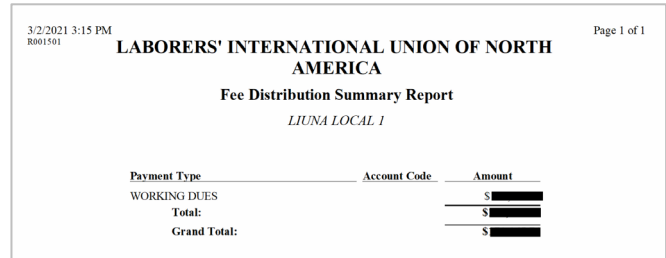 3/2/2021 3:15 PM Page 1 of 1
R001501
LABORERS' INTERNATIONAL UNION OF NORTH
AMERICA
Fee Distribution Summary Report
LIUNA LOCAL 1
Payment Type Account Code Amount
WORKING DUES $
Total: $
Grand Total: $